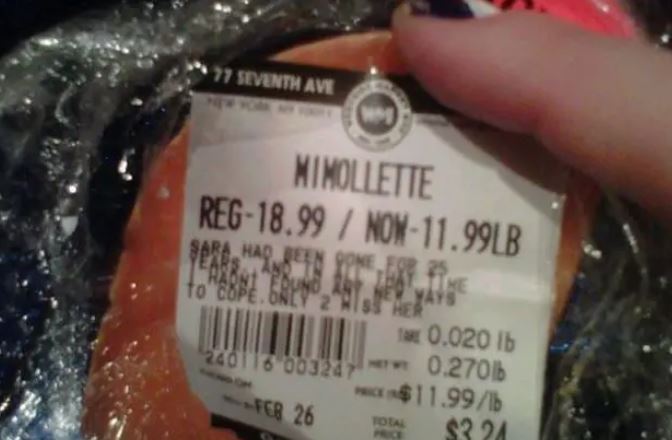 77 SEVENTH AVE
NEW YORK, NY
MIMOLLETTE
REG-18.99 / NOW-11.99LB
SARA HAD BEEN GONE FOR 25
YEARS, AND IN ALL THAT TIME
I HADN'T FOUND ANY NEW WAYS
TO COPE.ONLY 2 MISS HER
TARE 0.020 lb
240116 003247
NET WT 0.270lb
PRICE $11.99/lb
FEB 26
TOTAL PRICE $3.24